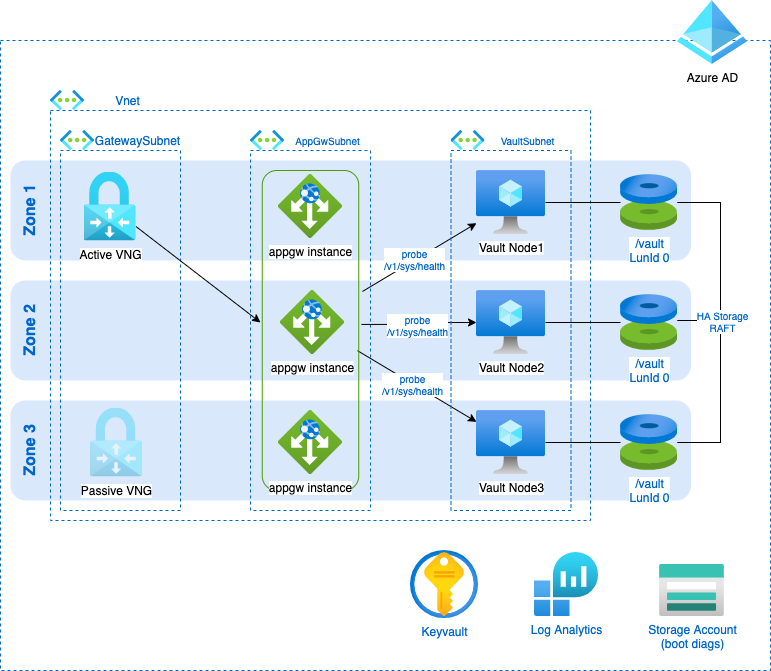 Azure AD
Vnet
GatewaySubnet
AppGwSubnet
VaultSubnet
Zone 1
Active VNG
appgw instance
probe
/v1/sys/health
Vault Node1
/vault
LunId 0
Zone 2
appgw instance
probe
/v1/sys/health
Vault Node2
/vault
LunId 0
HA Storage
RAFT
probe
/v1/sys/health
Zone 3
Passive VNG
appgw instance
Vault Node3
/vault
LunId 0
Keyvault
Log Analytics
Storage Account
(boot diags)